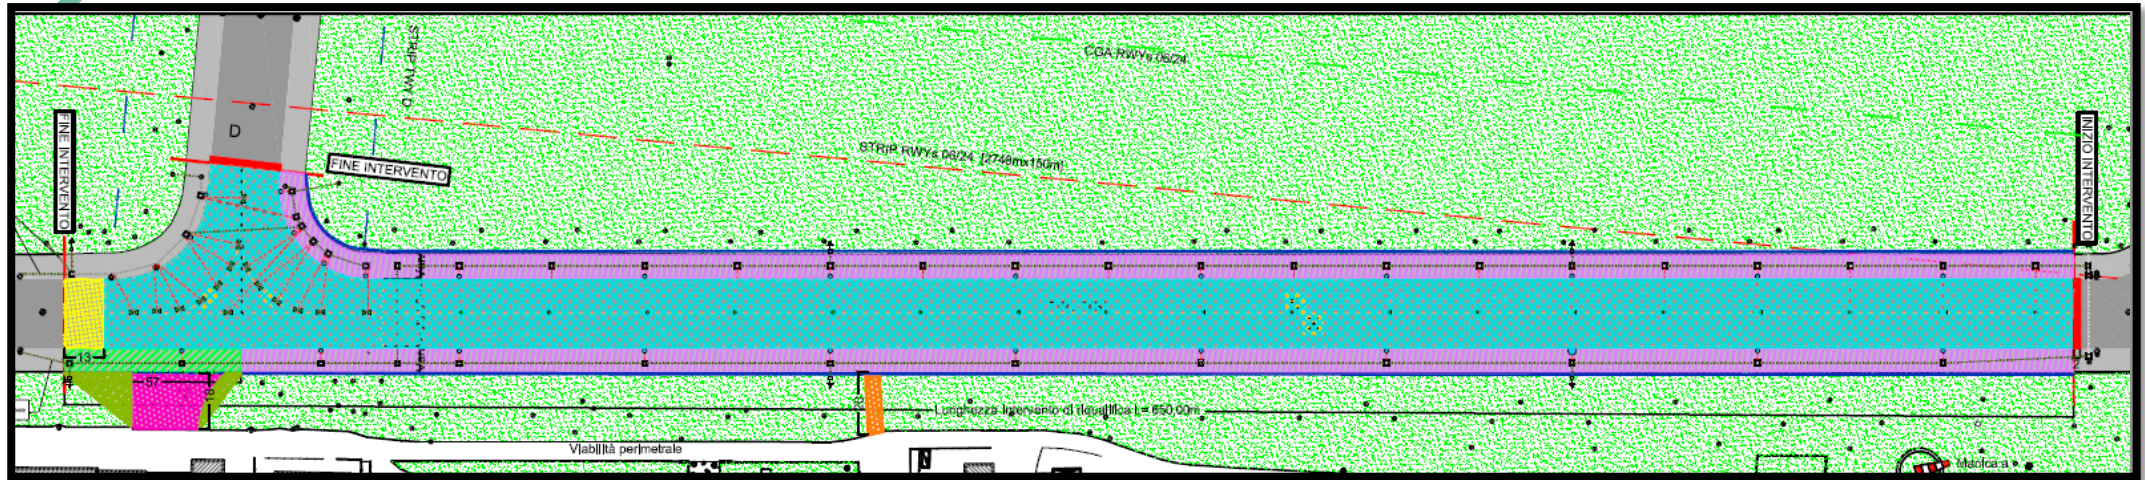 STRIP TWY D
CGA RWYs 06/24
D
FINE INTERVENTO
FINE INTERVENTO
STRIP RWYs 06/24 [2748mx150m]
INIZIO INTERVENTO
13
57
Lunghezza intervento di riqualifica L= 650,00m
Viabilità perimetrale
Manica a